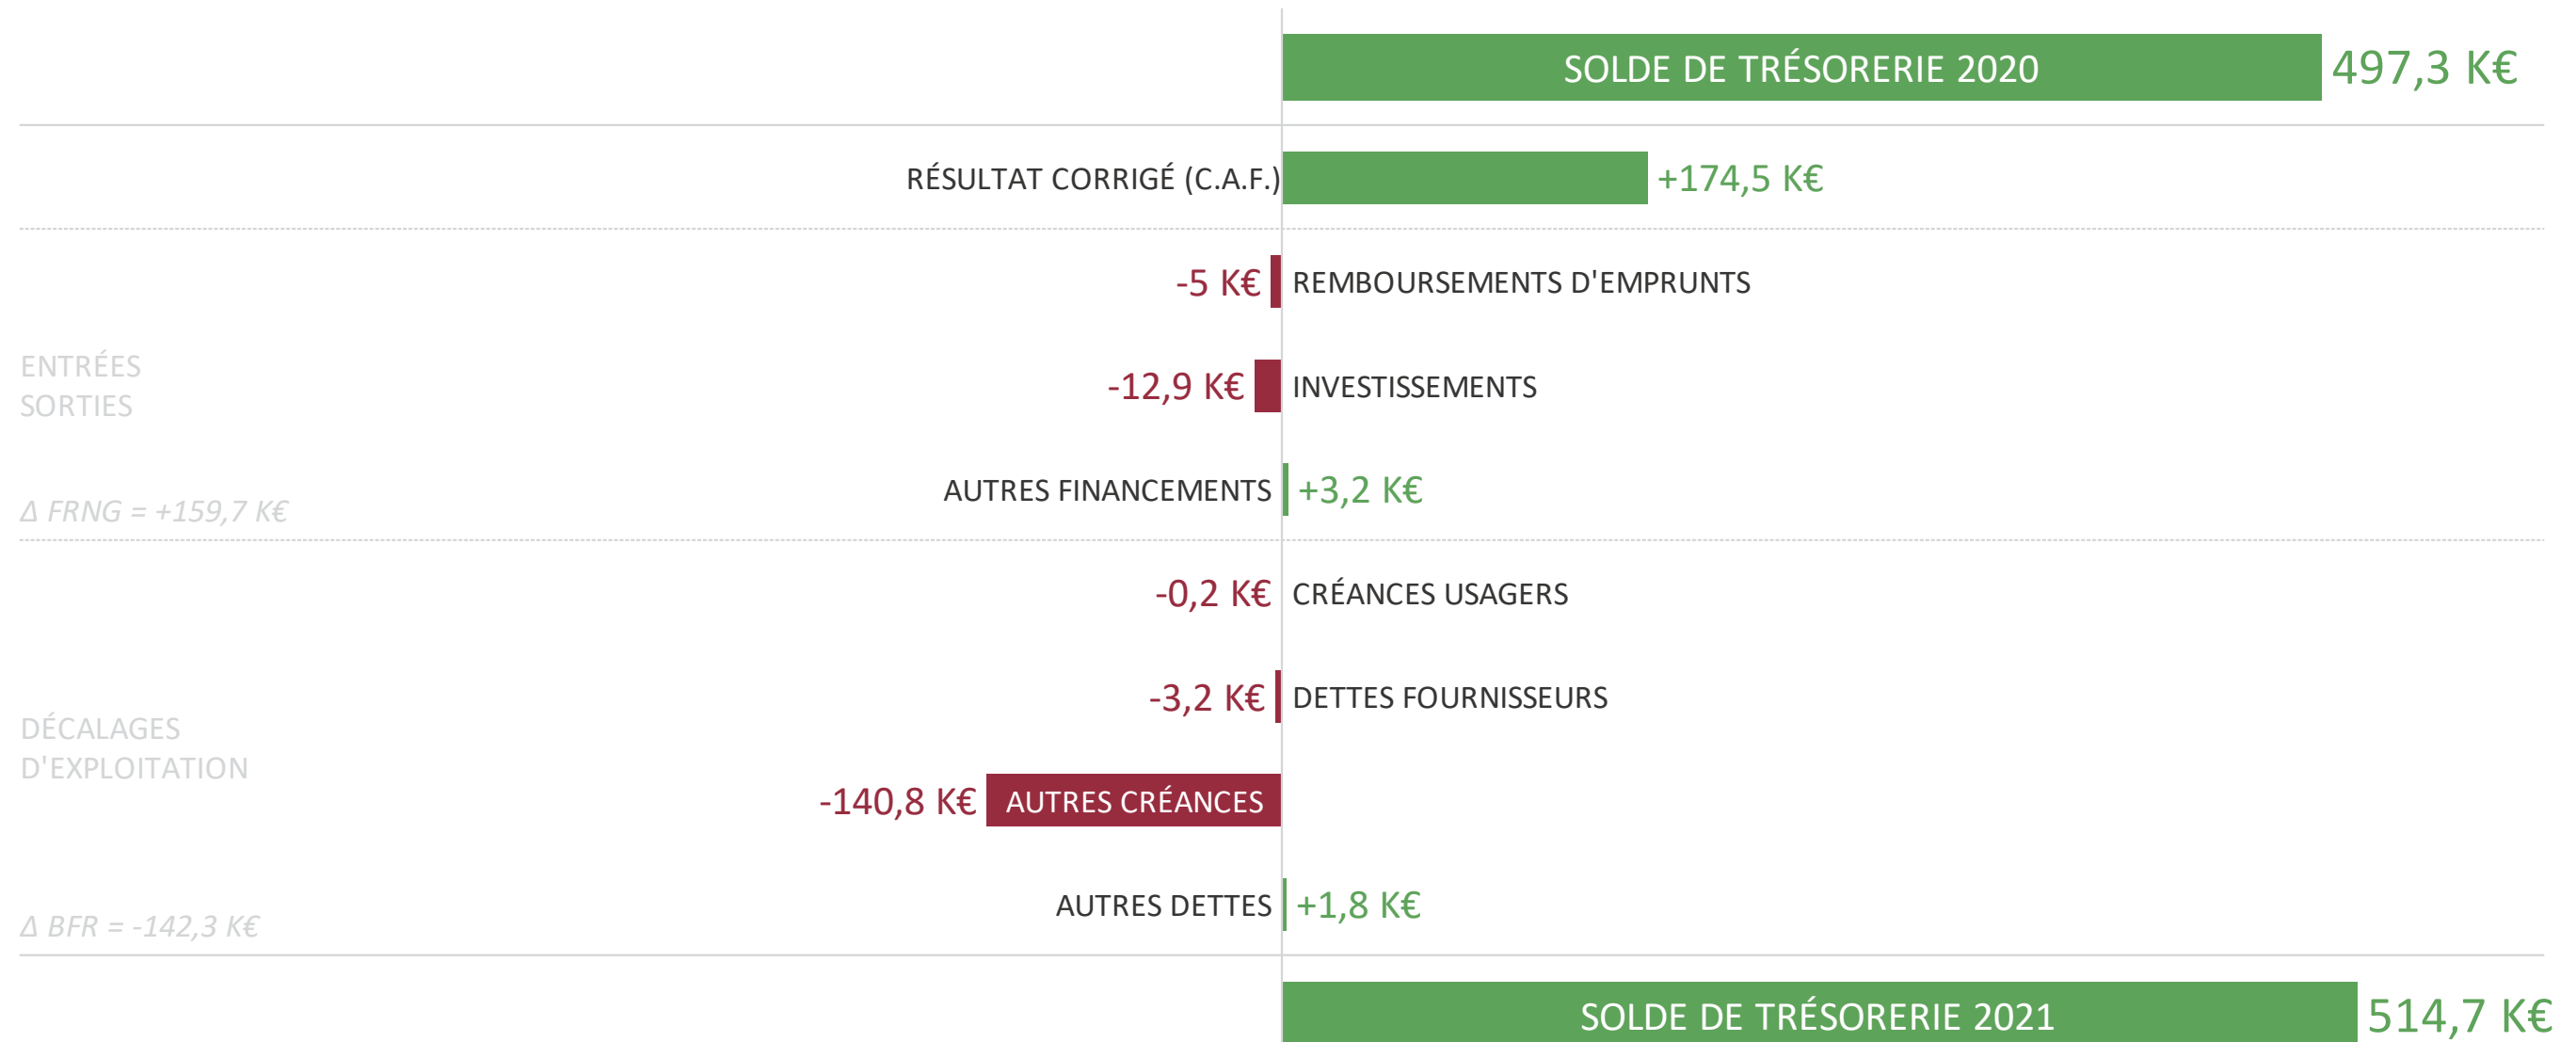 SOLDE DE TRÉSORERIE 2020 497,3 K€
RÉSULTAT CORRIGÉ (C.A.F.) +174,5 K€
-5 K€ REMBOURSEMENTS D'EMPRUNTS
ENTRÉES
SORTIES
-12,9 K€ INVESTISSEMENTS
AUTRES FINANCEMENTS +3,2 K€
Δ FRNG = +159,7 K€
-0,2 K€ CRÉANCES USAGERS
-3,2 K€ DETTES FOURNISSEURS
DÉCALAGES
D'EXPLOITATION
-140,8 K€ AUTRES CRÉANCES
AUTRES DETTES +1,8 K€
Δ BFR = -142,3 K€
SOLDE DE TRÉSORERIE 2021 514,7 K€